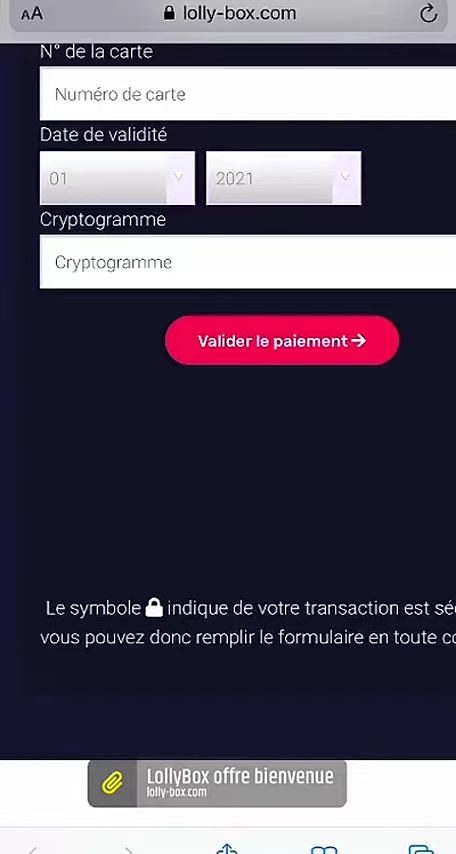 AA lolly-box.com
N° de la carte
Numéro de carte
Date de validité
01 2021
Cryptogramme
Cryptogramme
Valider le paiement
Le symbole indique de votre transaction est
vous pouvez donc remplir le formulaire en toute
LollyBox offre bienvenue
lolly-box.com